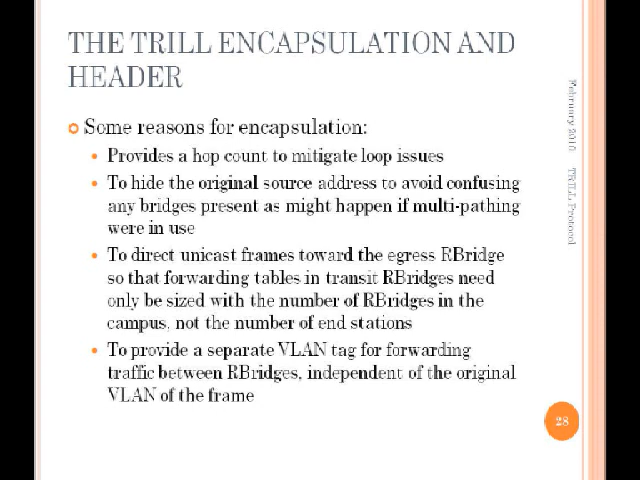 THE TRILL ENCAPSULATION AND
HEADER
Some reasons for encapsulation:
Provides a hop count to mitigate loop issues
To hide the original source address to avoid confusing
any bridges present as might happen if multi-pathing
were in use
To direct unicast frames toward the egress RBridge
so that forwarding tables in transit RBridges need
only be sized with the number of RBridges in the
campus, not the number of end stations
To provide a separate VLAN tag for forwarding
traffic between RBridges, independent of the original
VLAN of the frame
February
TRILL Protocol
28